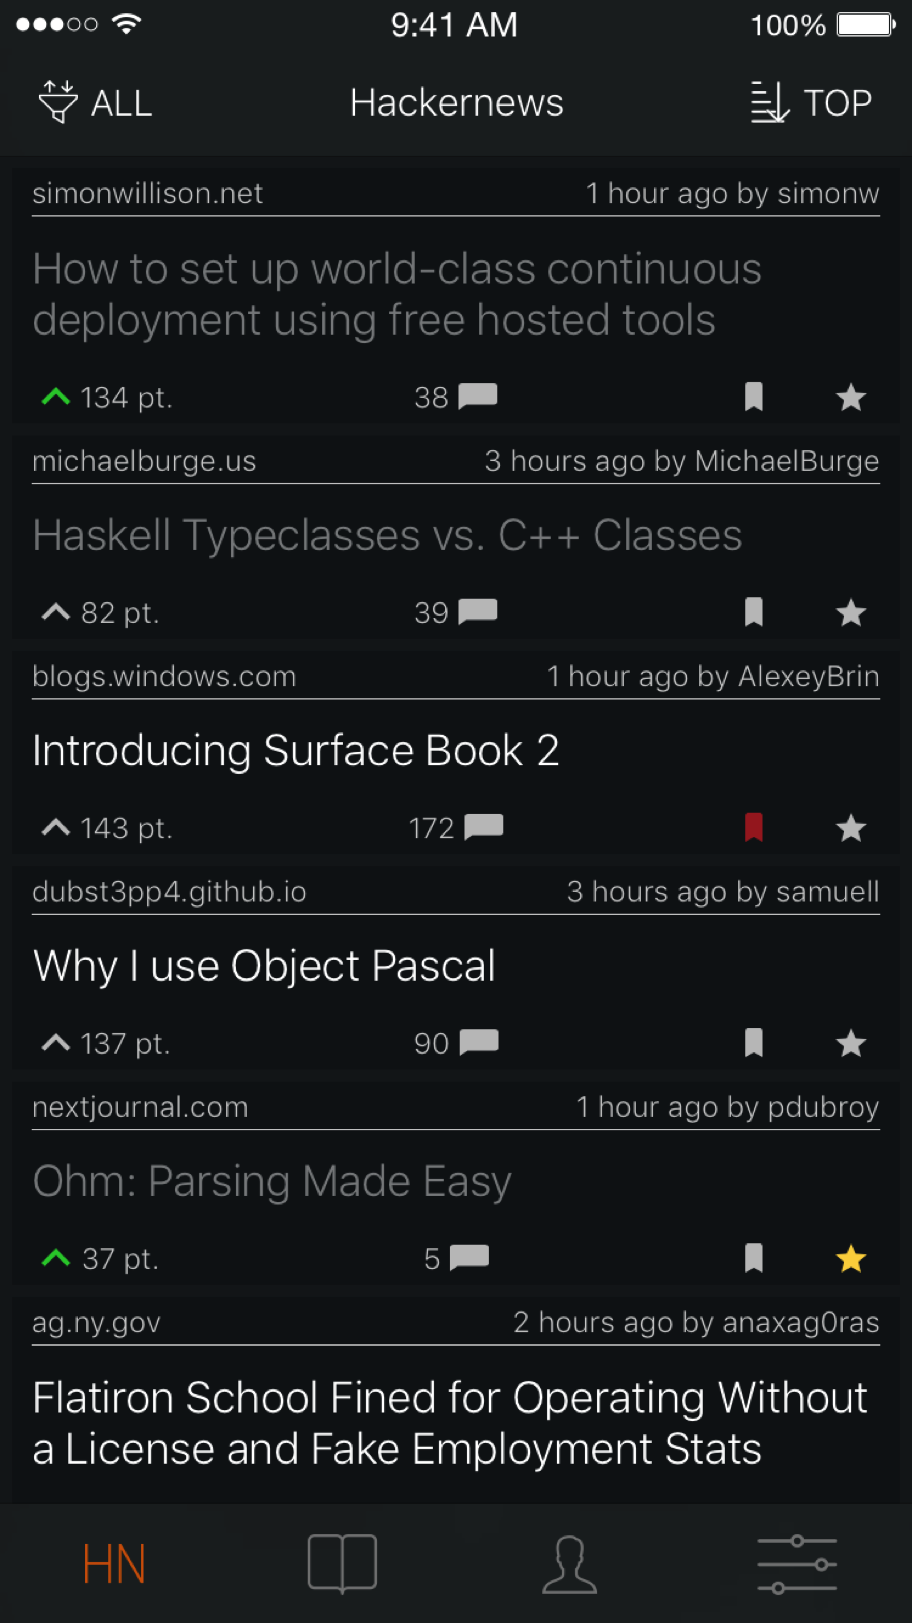 9:41 AM 100%
ALL Hackernews TOP
simonwillison.net 1 hour ago by simonw
How to set up world-class continuous
deployment using free hosted tools
134 pt. 38
michaelburge.us 3 hours ago by MichaelBurge
Haskell Typeclasses vs. C++ Classes
82 pt. 39
blogs.windows.com 1 hour ago by AlexeyBrin
Introducing Surface Book 2
143 pt. 172
dubst3pp4.github.io 3 hours ago by samuell
Why I use Object Pascal
137 pt. 90
nextjournal.com 1 hour ago by pdubroy
Ohm: Parsing Made Easy
37 pt. 5
ag.ny.gov 2 hours ago by anaxag0ras
Flatiron School Fined for Operating Without
a License and Fake Employment Stats
HN